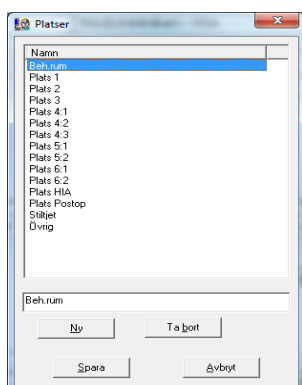 Platser
Namn
Beh.rum
Plats 1
Plats 2
Plats 3
Plats 4:1
Plats 4:2
Plats 4:3
Plats 5:1
Plats 5:2
Plats 6:1
Plats 6:2
Plats HIA
Plats Postop
Stiltjet
Övrig
Beh.rum
Ny Ta bort
Spara Avbryt